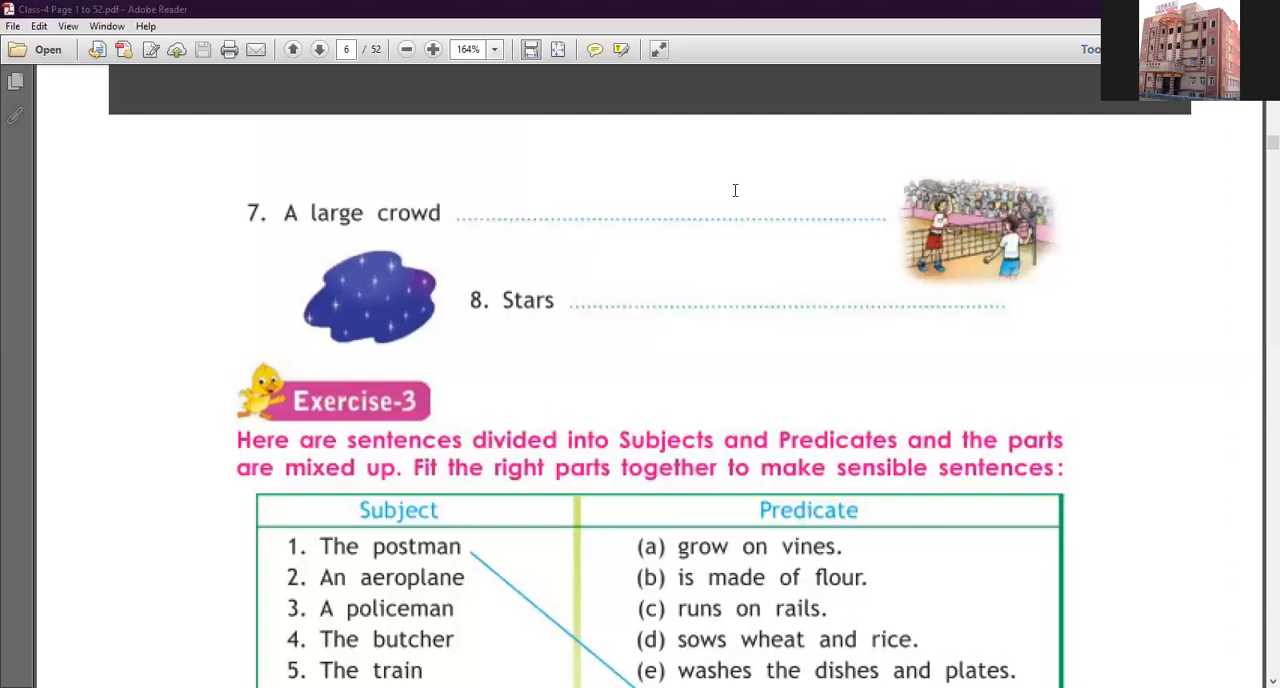 Class-4 Page 1 to 52.pdf - Adobe Reader
File Edit View Window Help
Open 6 / 52 164% Too
7. A large crowd
8. Stars
Exercise-3
Here are sentences divided into Subjects and Predicates and the parts
are mixed up. Fit the right parts together to make sensible sentences:
Subject Predicate
1. The postman (a) grow on vines.
2. An aeroplane (b) is made of flour.
3. A policeman (c) runs on rails.
4. The butcher (d) sows wheat and rice.
5. The train (e) washes the dishes and plates.